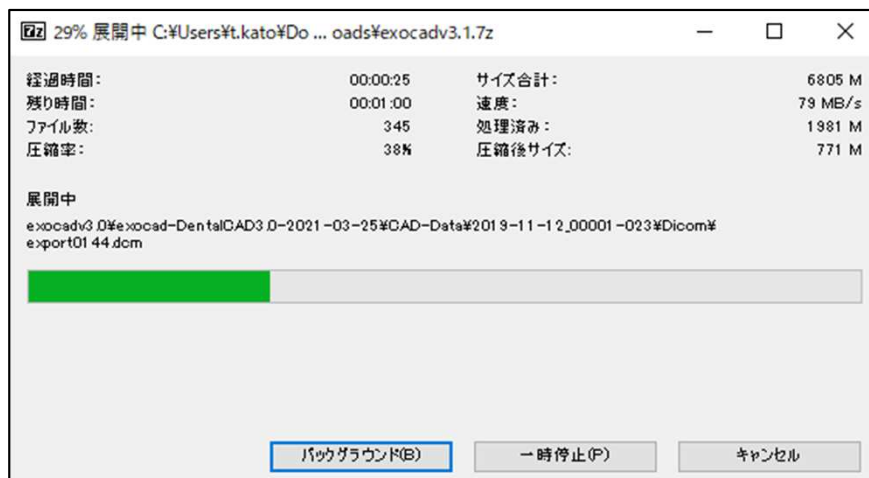 7z 29% 展開中 C:¥Users¥t.kato¥Do ... oads¥exocadv3.1.7z
経過時間: 00:00:25 サイズ合計: 6805 M
残り時間: 00:01:00 速度: 79 MB/s
ファイル数: 345 処理済み: 1981 M
圧縮率: 38% 圧縮後サイズ: 771 M
展開中
exocadv3.0¥exocad-DentalCAD3.0-2021-03-25¥CAD-Data¥2019-11-12_00001-023¥Dicom¥
export0144.dcm
バックグラウンド(B) 一時停止(P) キャンセル